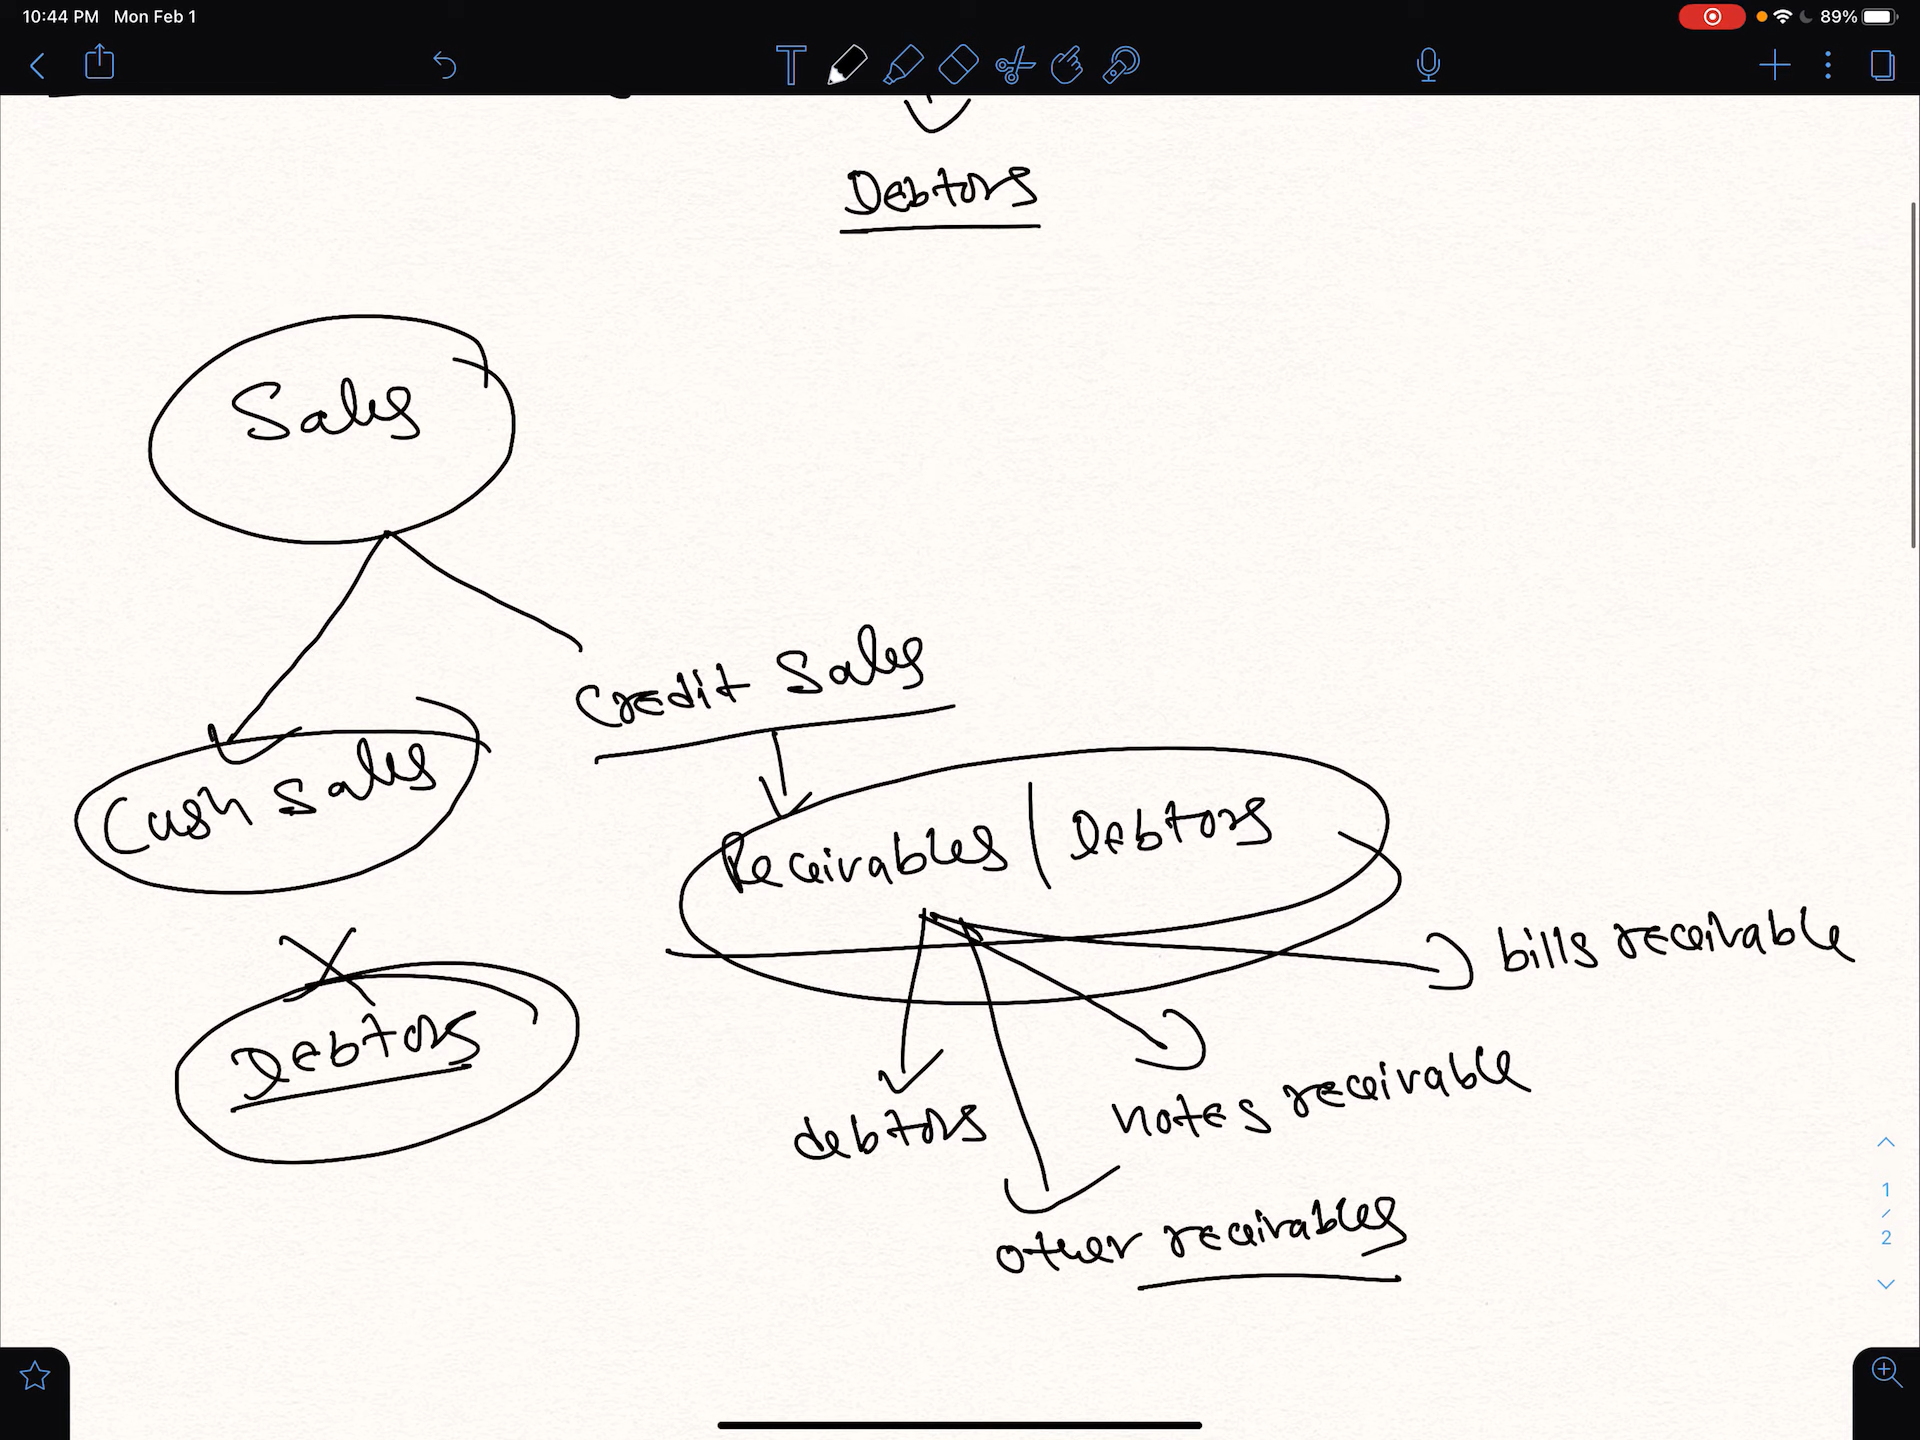 10:44 PM Mon Feb 1
89%
Debtors
Sales
Credit Sales
Cash Sales
Receivables | Debtors
bills receivable
Debtors
notes receivable
debtors
other receivables
1
/
2